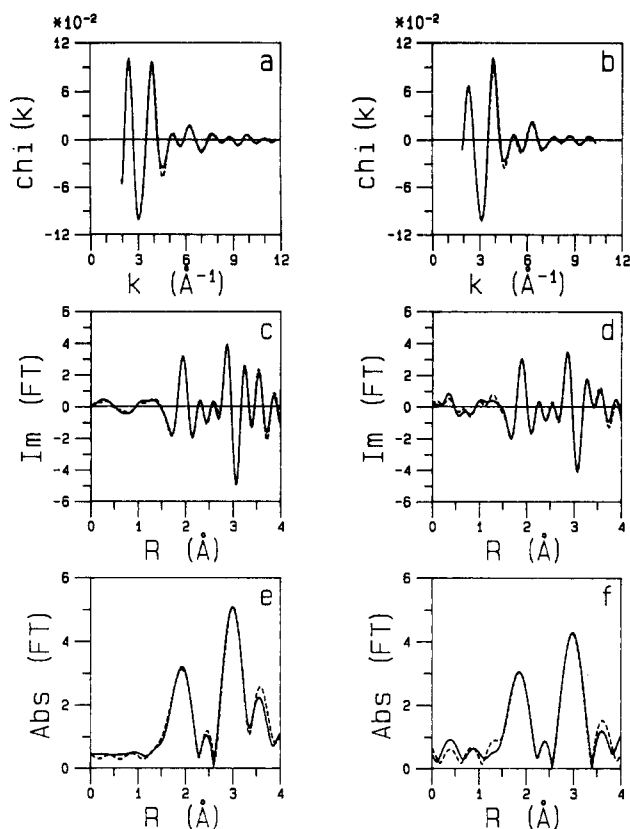 *10⁻²
12
6
0
-6
-12
chi (k)
a
0 3 6 9 12
k (Å⁻¹)
*10⁻²
12
6
0
-6
-12
chi (k)
b
0 3 6 9 12
k (Å⁻¹)
6
4
2
0
-2
-4
-6
Im (FT)
c
0 1 2 3 4
R (Å)
6
4
2
0
-2
-4
-6
Im (FT)
d
0 1 2 3 4
R (Å)
6
4
2
0
Abs (FT)
e
0 1 2 3 4
R (Å)
6
4
2
0
Abs (FT)
f
0 1 2 3 4
R (Å)